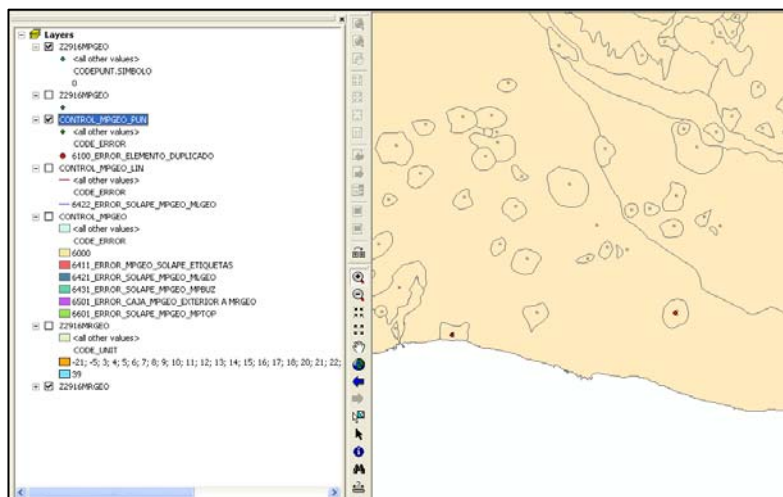 Layers
Z2916MPGEO
<all other values>
CODEPUNT.SIMBOLO
0
Z2916MPGEO
CONTROL_MPGEO_PUN
<all other values>
CODE_ERROR
6100_ERROR_ELEMENTO_DUPLICADO
CONTROL_MPGEO_LIN
<all other values>
CODE_ERROR
6422_ERROR_SOLAPE_MPGEO_MLGEO
CONTROL_MPGEO
<all other values>
CODE_ERROR
6000
6411_ERROR_MPGEO_SOLAPE_ETIQUETAS
6421_ERROR_SOLAPE_MPGEO_MLGEO
6431_ERROR_SOLAPE_MPGEO_MPBUZ
6501_ERROR_CAJA_MPGEO_EXTERIOR A MRGEO
6601_ERROR_SOLAPE_MPGEO_MPTOP
Z2916MRGEO
<all other values>
CODE_UNIT
-21; -5; 3; 4; 5; 6; 7; 8; 9; 10; 11; 12; 13; 14; 15; 16; 17; 18; 20; 21; 22;
39
Z2916MRGEO